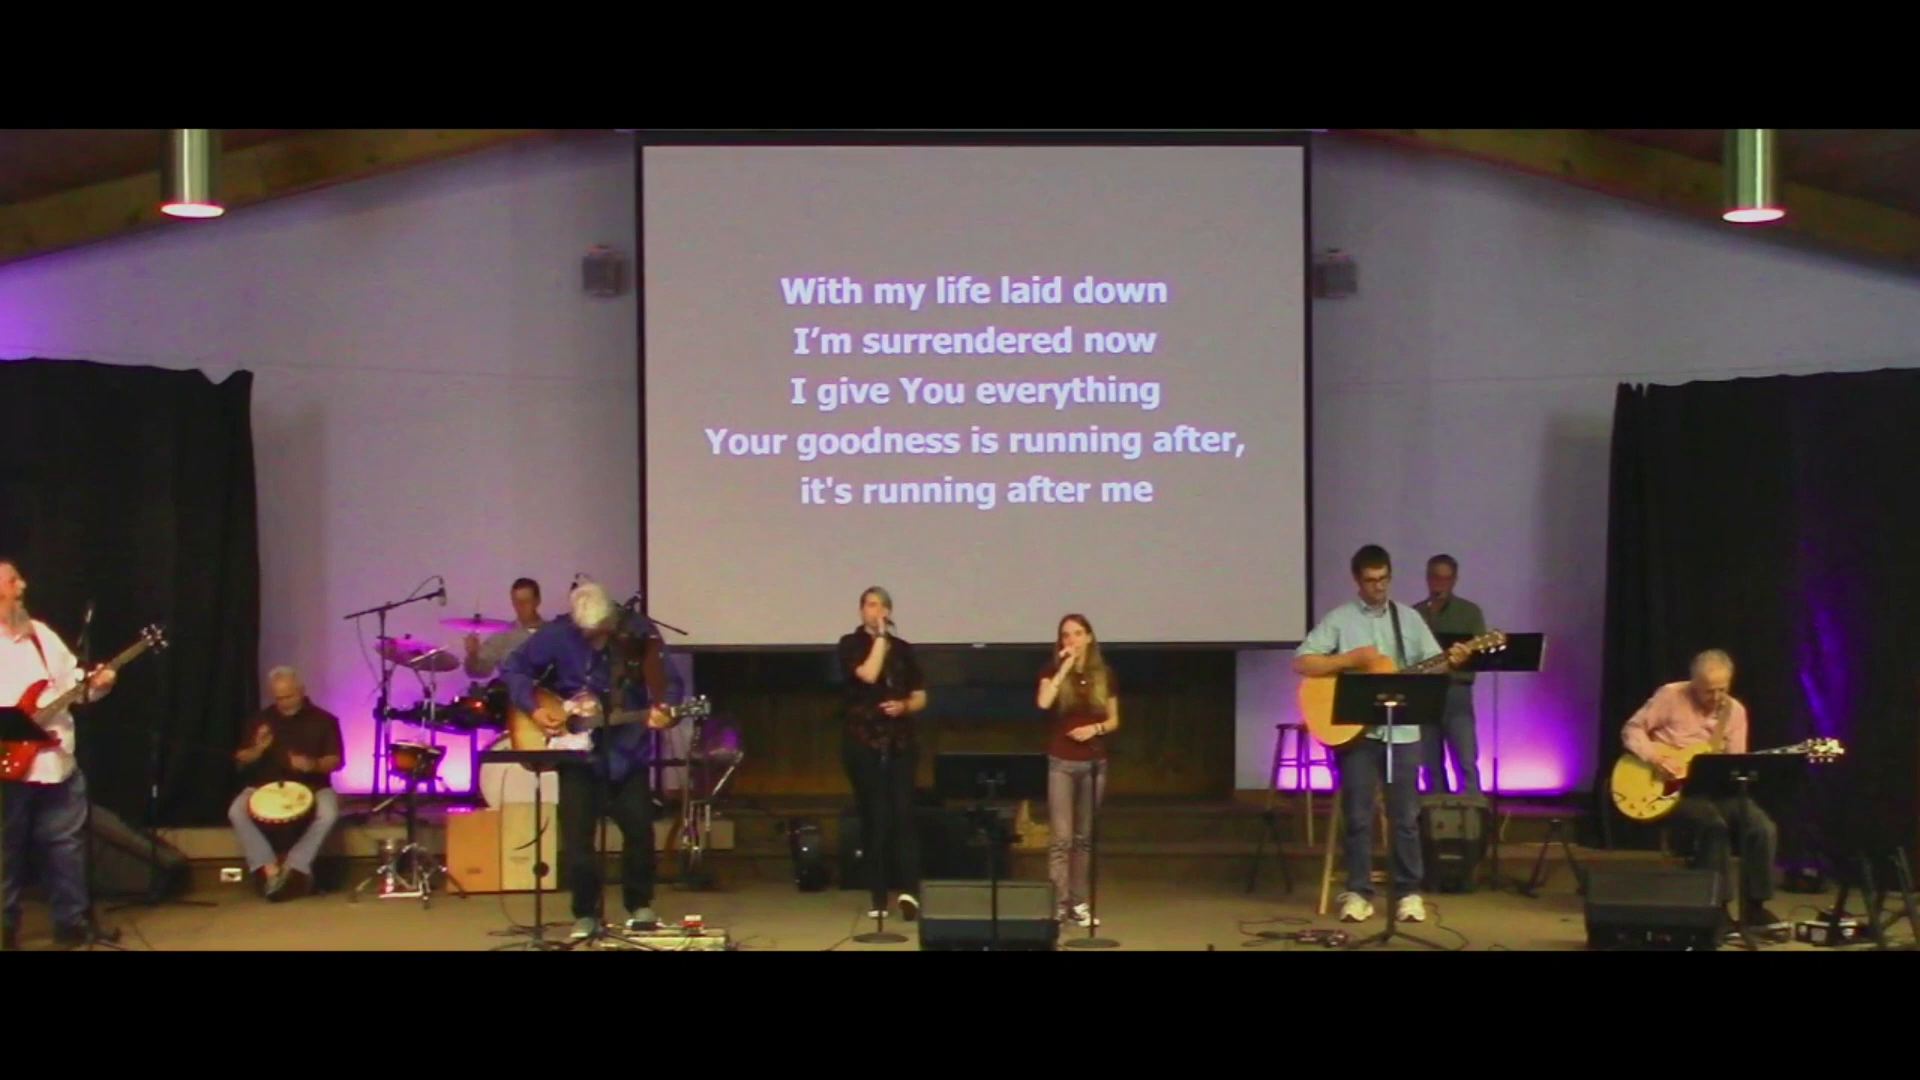 With my life laid down
I’m surrendered now
I give You everything
Your goodness is running after,
it's running after me